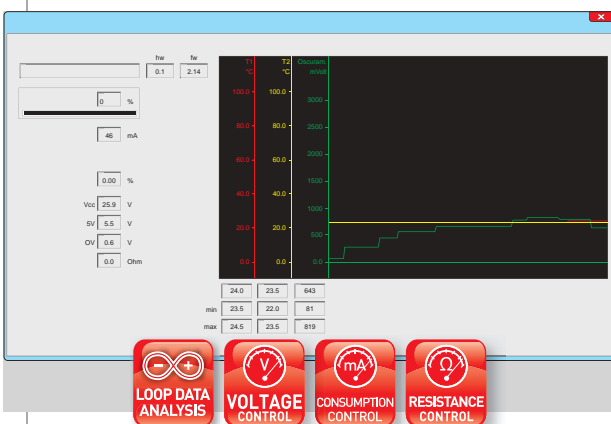 x
hw fw
0.1 2.14
T1 T2 Oscuram.
°C °C mVolt
0 %
100.0 100.0 3000
80.0 80.0 2500
46 mA
60.0 60.0 2000
1500
0.00 %
40.0 40.0
Vcc 25.9 V
1000
5V 5.5 V
20.0 20.0 500
OV 0.6 V
0.0 Ohm
0.0 0.0 0.0
24.0 23.5 643
min 23.5 22.0 81
max 24.5 23.5 819
- +
LOOP DATA
ANALYSIS
V
VOLTAGE
CONTROL
mA
CONSUMPTION
CONTROL
Ω
RESISTANCE
CONTROL